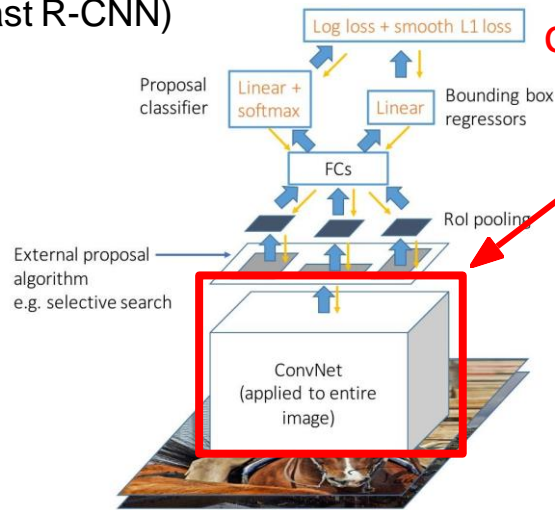 ast R-CNN)
Log loss + smooth L1 loss
Proposal
classifier
Linear +
softmax
Linear
Bounding box
regressors
FCs
RoI pooling
External proposal
algorithm
e.g. selective search
ConvNet
(applied to entire
image)